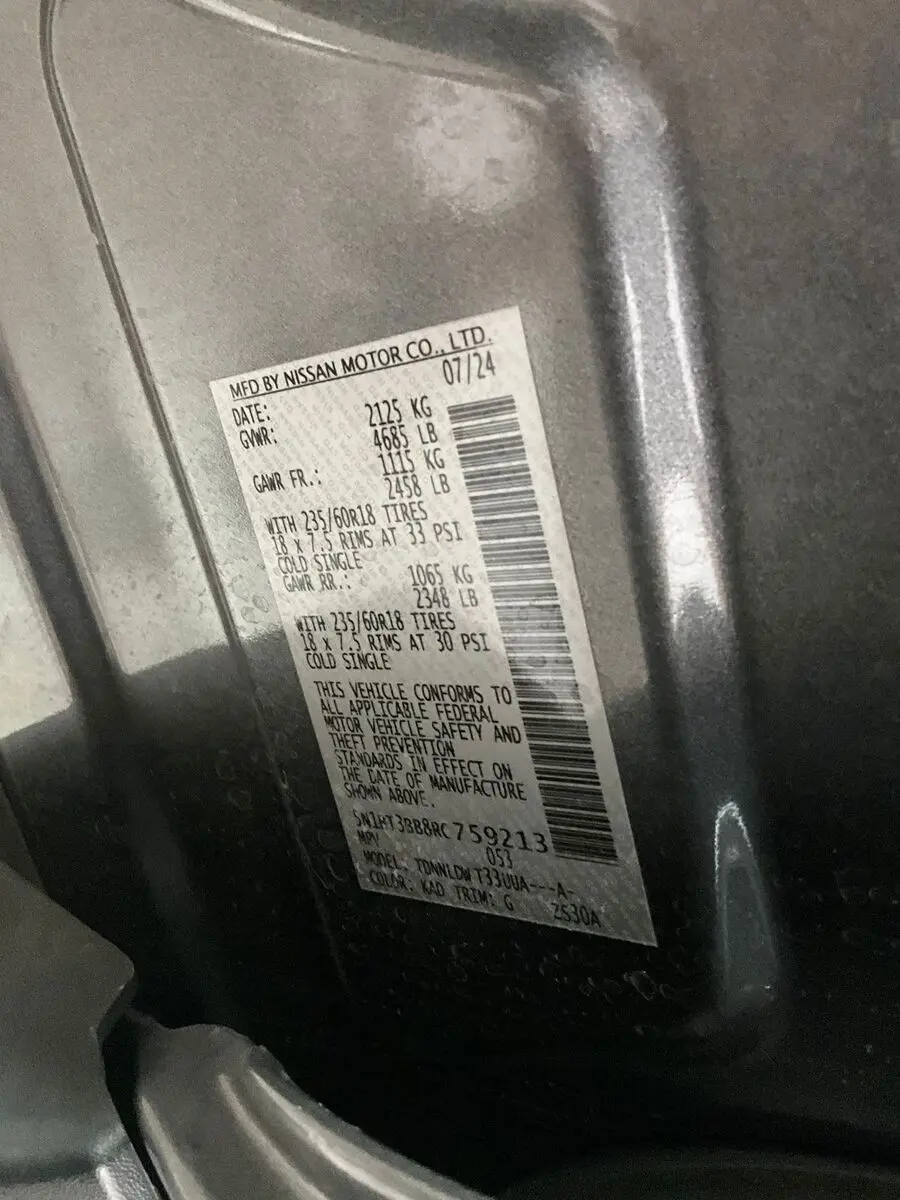 MFD BY NISSAN MOTOR CO., LTD.
DATE: 07/24
GVWR: 2125 KG
4685 LB
GAWR FR.: 1115 KG
2458 LB
WITH 235/60R18 TIRES
18 x 7.5 RIMS AT 33 PSI
COLD SINGLE
GAWR RR.: 1065 KG
2348 LB
WITH 235/60R18 TIRES
18 x 7.5 RIMS AT 30 PSI
COLD SINGLE
THIS VEHICLE CONFORMS TO
ALL APPLICABLE FEDERAL
MOTOR VEHICLE SAFETY AND
THEFT PREVENTION
STANDARDS IN EFFECT ON
THE DATE OF MANUFACTURE
SHOWN ABOVE.
5N1HT3BB8RC759213
MPV 053
MODEL: TDNNLDWT33UUA---A-
COLOR: KAD TRIM: G ZS30A